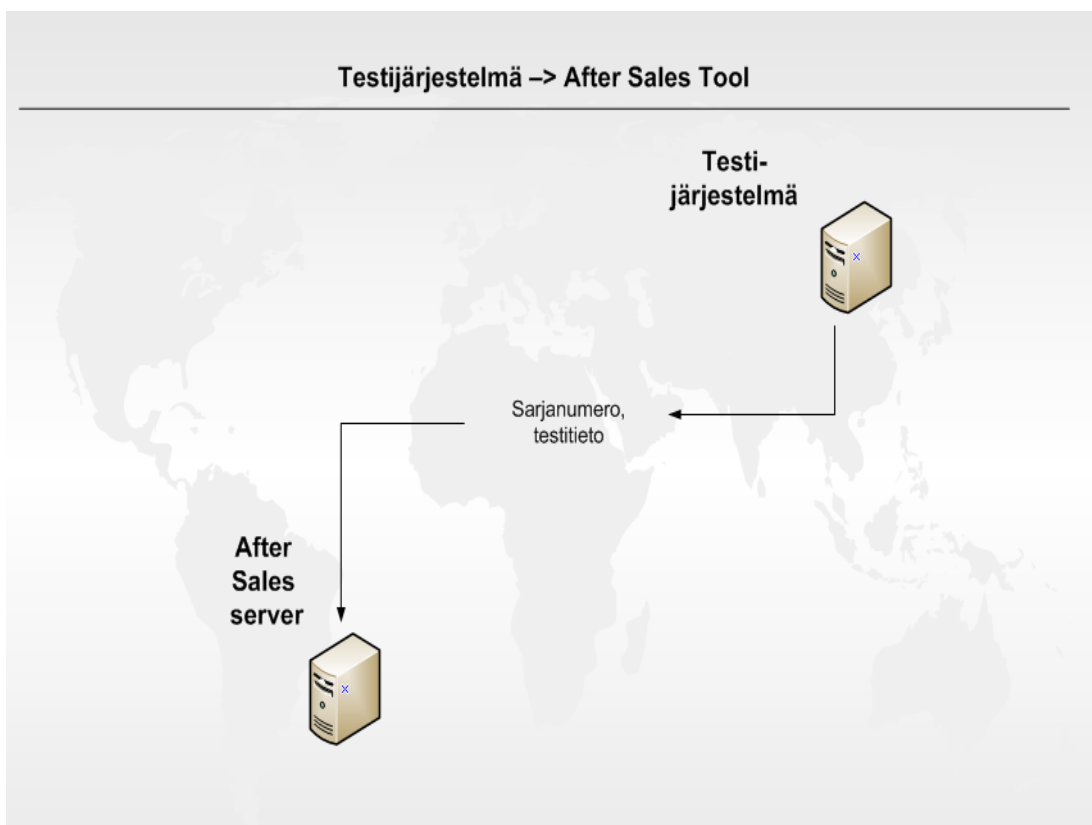 Testijärjestelmä –> After Sales Tool
Testi-
järjestelmä
Sarjanumero,
testitieto
After
Sales
server